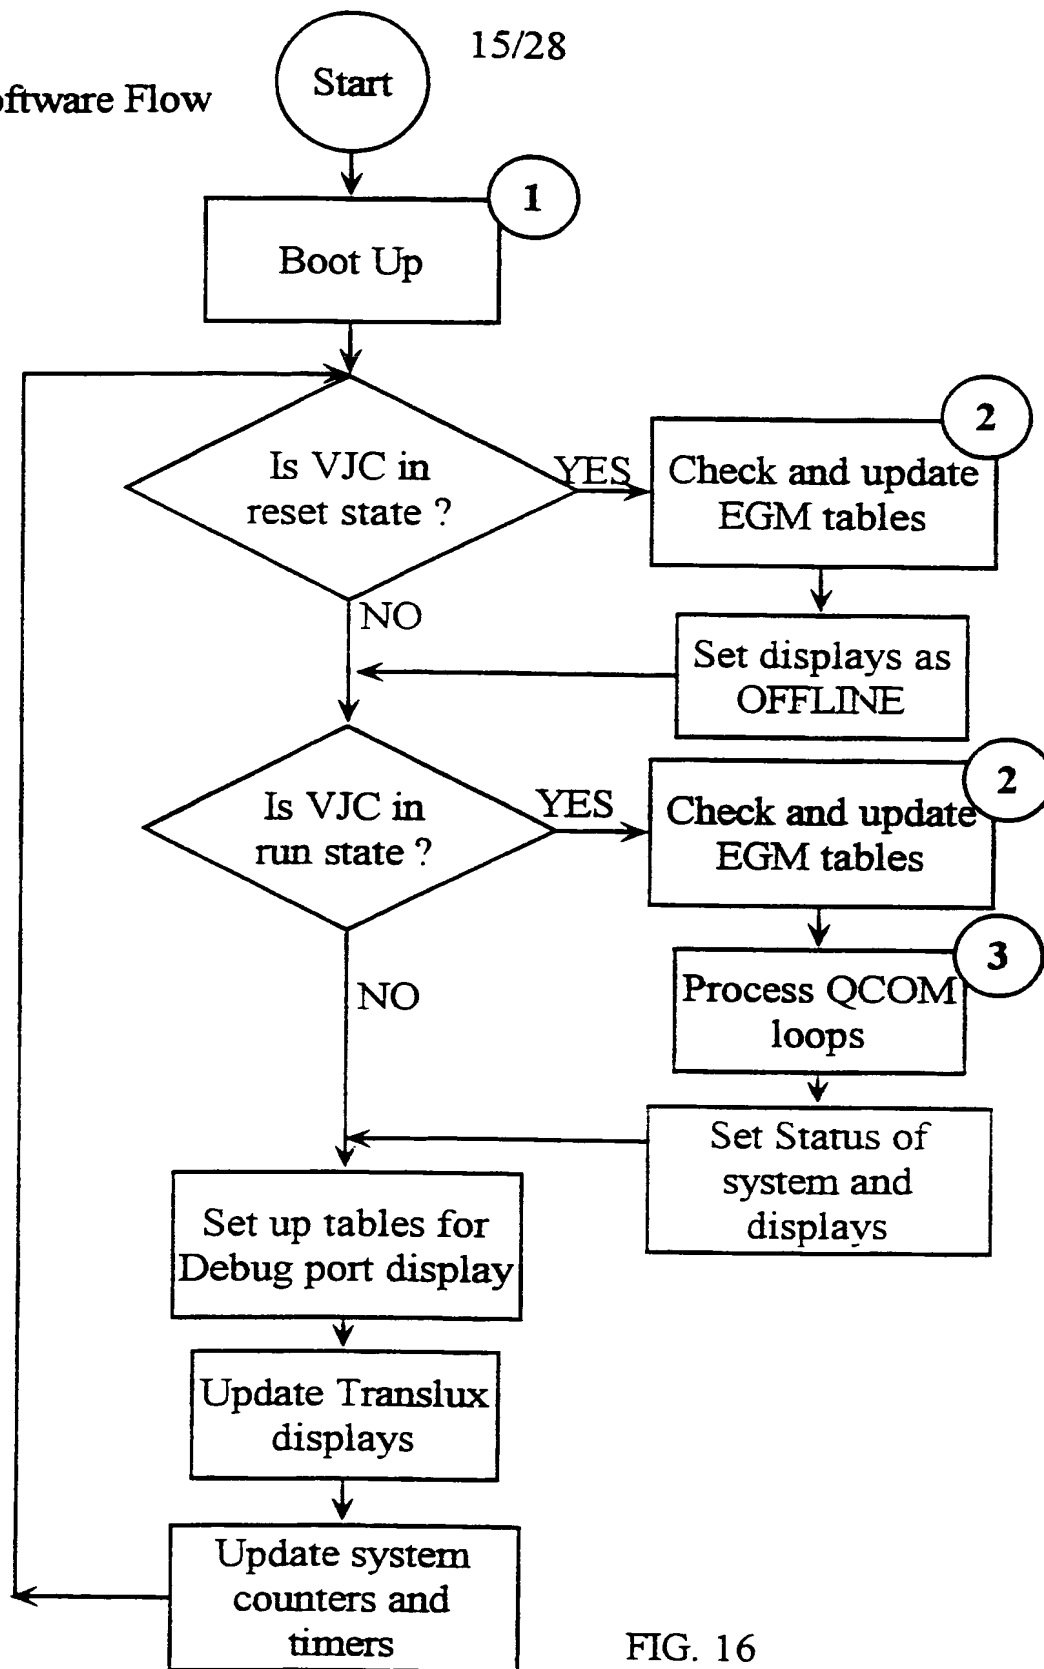 15/28
oftware Flow
Start
1
Boot Up
Is VJC in
reset state ?
YES
2
Check and update
EGM tables
NO
Set displays as
OFFLINE
Is VJC in
run state ?
YES
2
Check and update
EGM tables
NO
3
Process QCOM
loops
Set Status of
system and
displays
Set up tables for
Debug port display
Update Translux
displays
Update system
counters and
timers
FIG. 16